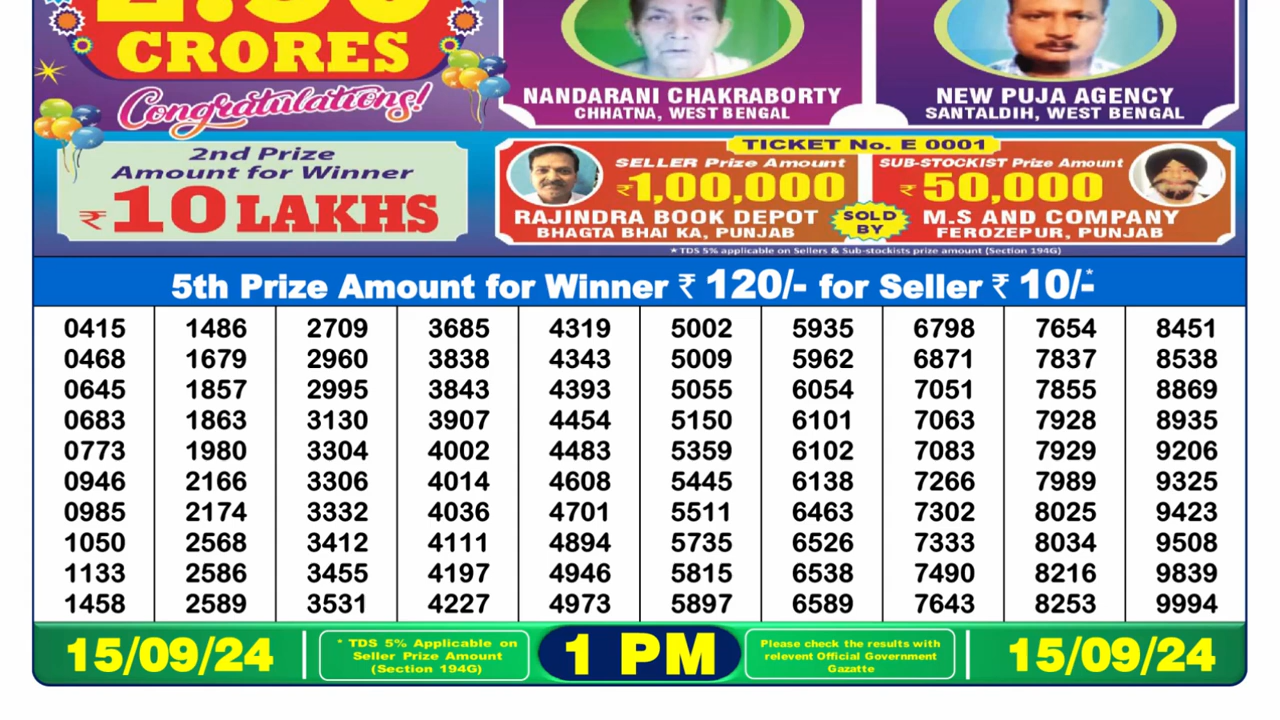 CRORES
Congratulations!
NANDARANI CHAKRABORTY
CHHATNA, WEST BENGAL
NEW PUJA AGENCY
SANTALDIH, WEST BENGAL
2nd Prize
Amount for Winner
₹10 LAKHS
TICKET No. E 0001
SELLER Prize Amount
₹1,00,000
RAJINDRA BOOK DEPOT
BHAGTA BHAI KA, PUNJAB
SOLD
BY
SUB-STOCKIST Prize Amount
₹ 50,000
M.S AND COMPANY
FEROZEPUR, PUNJAB
* TDS 5% applicable on Sellers & Sub-stockists prize amount (Section 194G)
5th Prize Amount for Winner ₹ 120/- for Seller ₹ 10/-*
0415 1486 2709 3685 4319 5002 5935 6798 7654 8451
0468 1679 2960 3838 4343 5009 5962 6871 7837 8538
0645 1857 2995 3843 4393 5055 6054 7051 7855 8869
0683 1863 3130 3907 4454 5150 6101 7063 7928 8935
0773 1980 3304 4002 4483 5359 6102 7083 7929 9206
0946 2166 3306 4014 4608 5445 6138 7266 7989 9325
0985 2174 3332 4036 4701 5511 6463 7302 8025 9423
1050 2568 3412 4111 4894 5735 6526 7333 8034 9508
1133 2586 3455 4197 4946 5815 6538 7490 8216 9839
1458 2589 3531 4227 4973 5897 6589 7643 8253 9994
15/09/24
* TDS 5% Applicable on
Seller Prize Amount
(Section 194G)
1 PM
Please check the results with
relevent Official Government
Gazatte
15/09/24